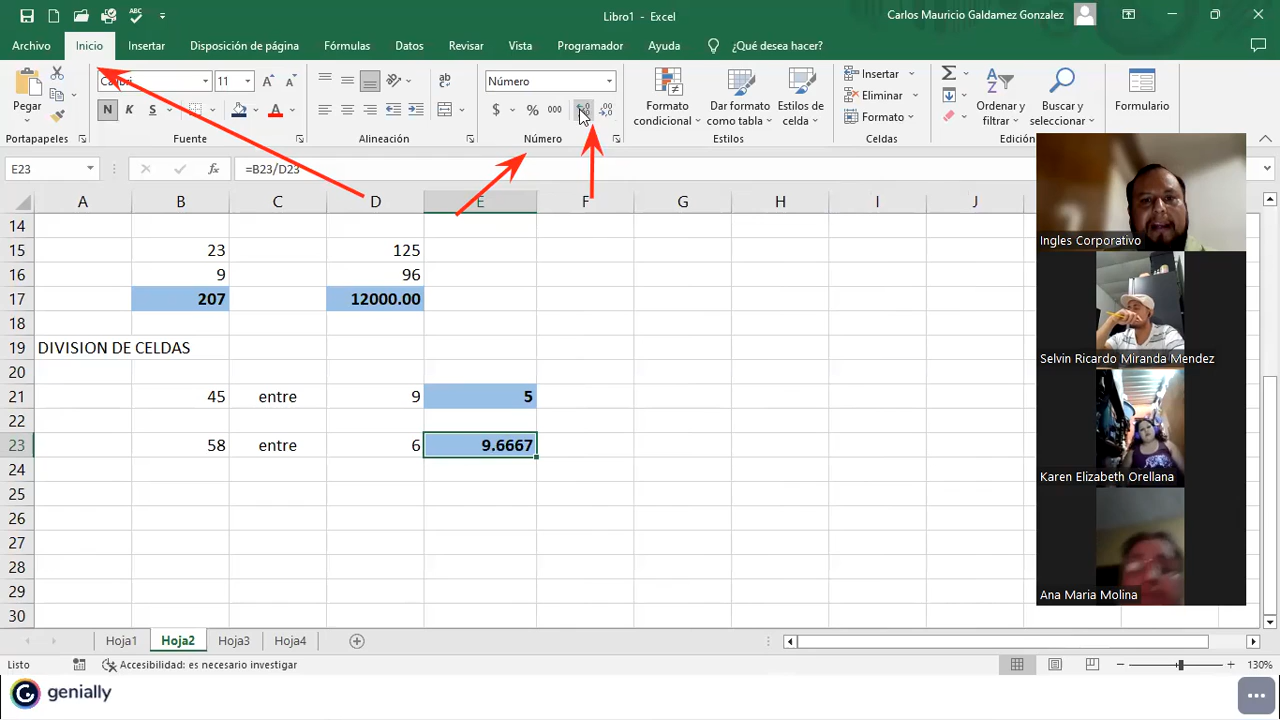 Libro1 - Excel
Carlos Mauricio Galdamez Gonzalez
Archivo Inicio Insertar Disposición de página Fórmulas Datos Revisar Vista Programador Ayuda ¿Qué desea hacer?
Pegar
Calibri 11
N K S
Número
$ % 000
Formato condicional
Dar formato como tabla
Estilos de celda
Insertar
Eliminar
Formato
Ordenar y filtrar
Buscar y seleccionar
Formulario
Portapapeles Fuente Alineación Número Estilos Celdas
E23 fx =B23/D23
A B C D E F G H I J
14
15 23 125
16 9 96
17 207 12000.00
18
19 DIVISION DE CELDAS
20
21 45 entre 9 5
22
23 58 entre 6 9.6667
24
25
26
27
28
29
30
Ingles Corporativo
Selvin Ricardo Miranda Mendez
Karen Elizabeth Orellana
Ana Maria Molina
Hoja1 Hoja2 Hoja3 Hoja4
Listo Accesibilidad: es necesario investigar 130%
genially